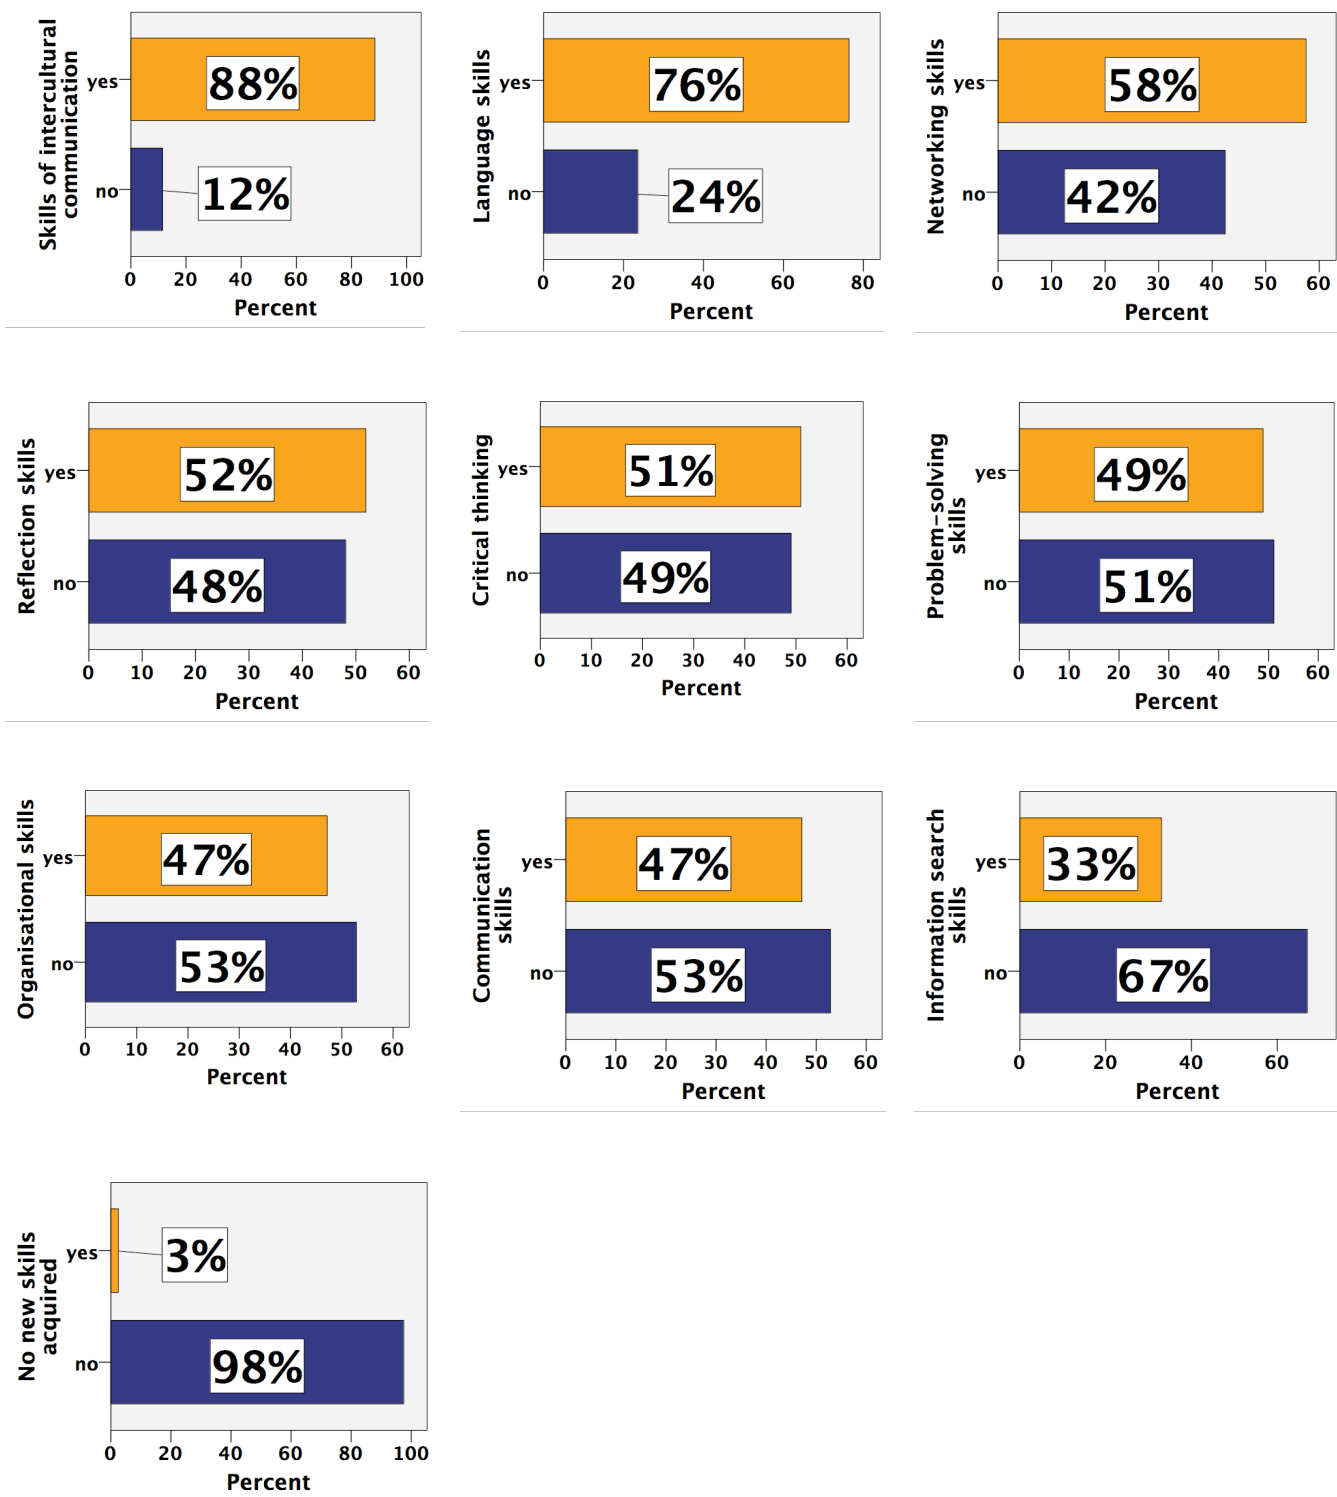 Skills of intercultural
communication
yes
88%
no
12%
0 20 40 60 80 100
Percent
Language skills
yes
76%
no
24%
0 20 40 60 80
Percent
Networking skills
yes
58%
no
42%
0 10 20 30 40 50 60
Percent
Reflection skills
yes
52%
no
48%
0 10 20 30 40 50 60
Percent
Critical thinking
yes
51%
no
49%
0 10 20 30 40 50 60
Percent
Problem-solving
skills
yes
49%
no
51%
0 10 20 30 40 50 60
Percent
Organisational skills
yes
47%
no
53%
0 10 20 30 40 50 60
Percent
Communication
skills
yes
47%
no
53%
0 10 20 30 40 50 60
Percent
Information search
skills
yes
33%
no
67%
0 20 40 60
Percent
No new skills
acquired
yes
3%
no
98%
0 20 40 60 80 100
Percent